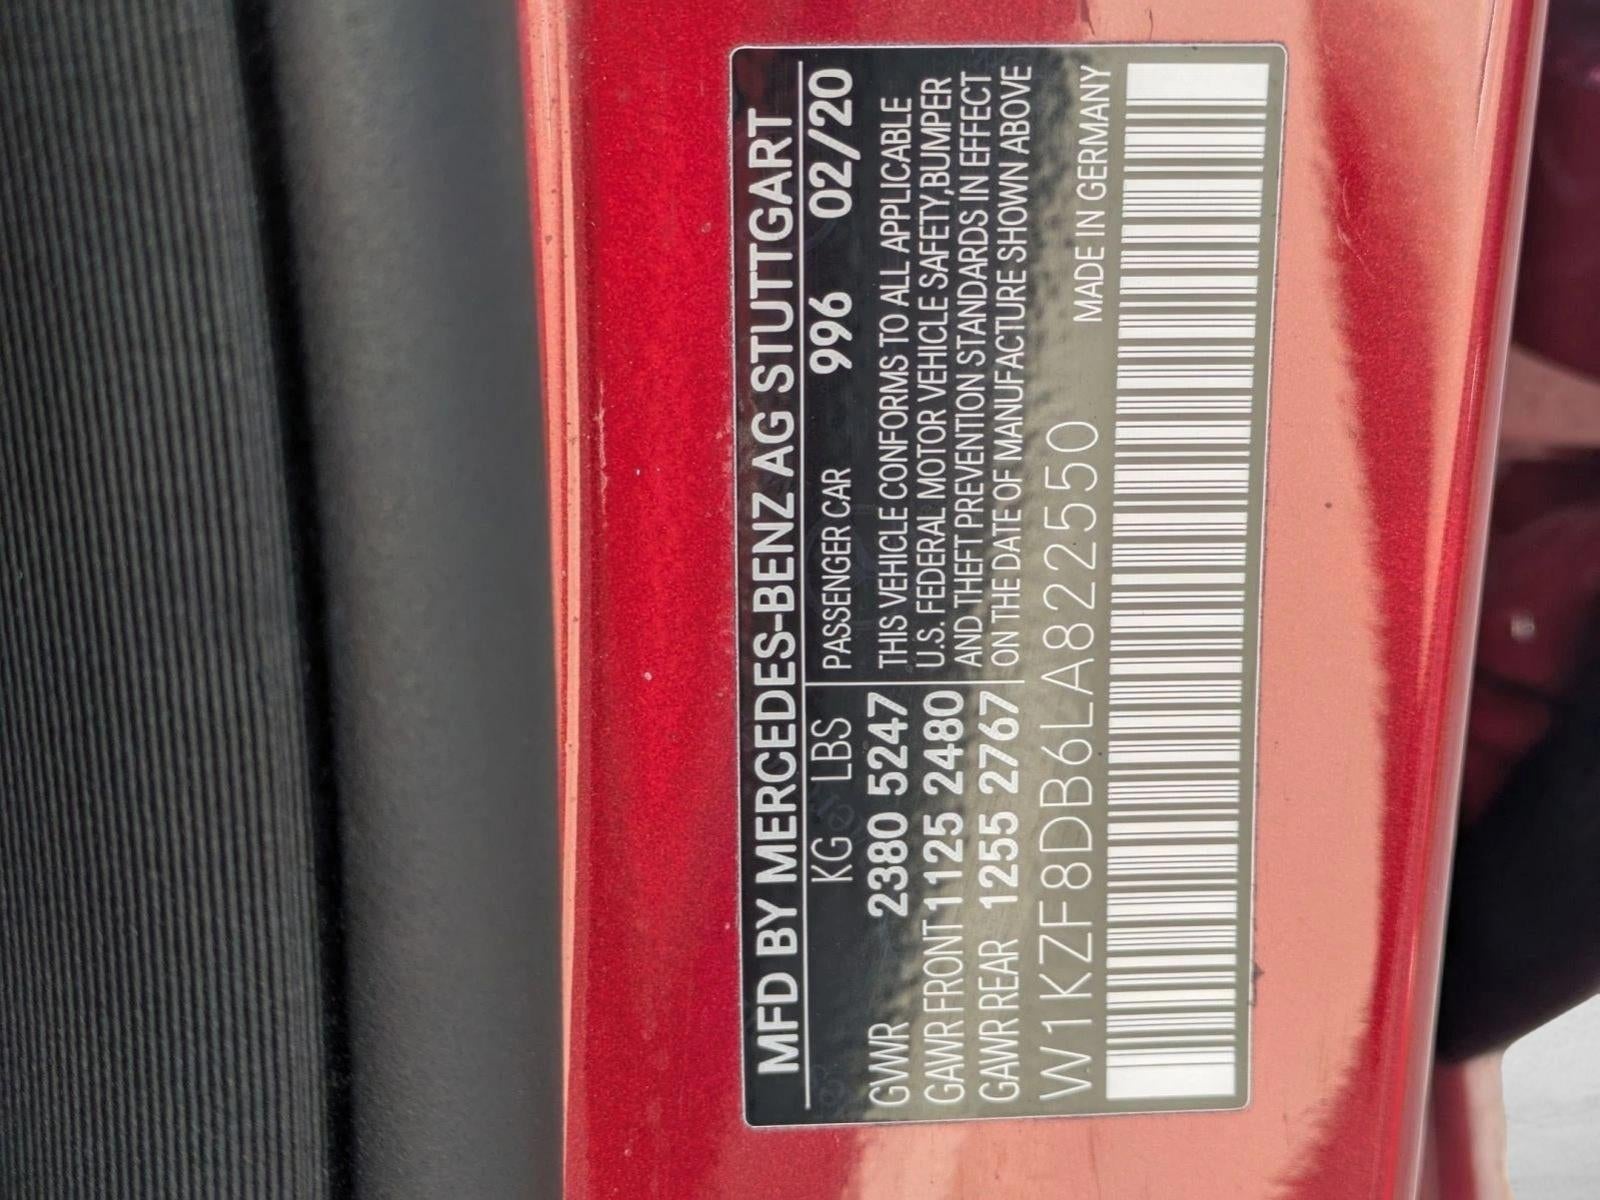 MFD BY MERCEDES-BENZ AG STUTTGART
KG LBS PASSENGER CAR 996 02/20
GWWR 2380 5247
GAWR FRONT 1125 2480
GAWR REAR 1255 2767
THIS VEHICLE CONFORMS TO ALL APPLICABLE
U.S. FEDERAL MOTOR VEHICLE SAFETY,BUMPER
AND THEFT PREVENTION STANDARDS IN EFFECT
ON THE DATE OF MANUFACTURE SHOWN ABOVE
W1KZF8DB6LA822550 MADE IN GERMANY